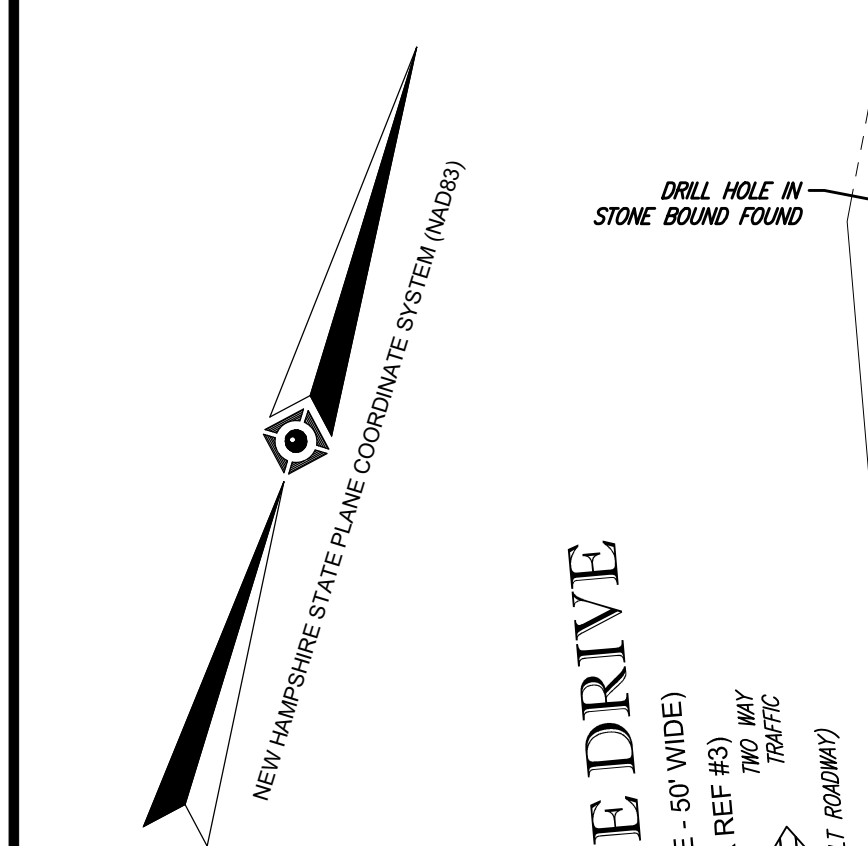 DRILL HOLE IN
STONE BOUND FOUND
NEW HAMPSHIRE STATE PLANE COORDINATE SYSTEM (NAD83)
E DRIVE
E - 50' WIDE)
REF #3)
TWO WAY
TRAFFIC
LT ROADWAY)